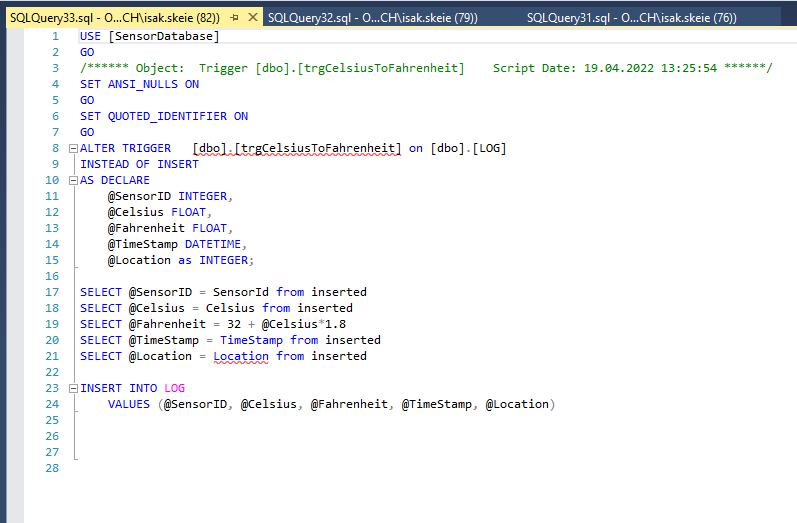 SQLQuery33.sql - O...CH\isak.skeie (82)) SQLQuery32.sql - O...CH\isak.skeie (79)) SQLQuery31.sql - O...CH\isak.skeie (76))
1 USE [SensorDatabase]
2 GO
3 /****** Object:  Trigger [dbo].[trgCelsiusToFahrenheit]    Script Date: 19.04.2022 13:25:54 ******/
4 SET ANSI_NULLS ON
5 GO
6 SET QUOTED_IDENTIFIER ON
7 GO
8 ALTER TRIGGER   [dbo].[trgCelsiusToFahrenheit] on [dbo].[LOG]
9 INSTEAD OF INSERT
10 AS DECLARE
11     @SensorID INTEGER,
12     @Celsius FLOAT,
13     @Fahrenheit FLOAT,
14     @TimeStamp DATETIME,
15     @Location as INTEGER;
16
17 SELECT @SensorID = SensorId from inserted
18 SELECT @Celsius = Celsius from inserted
19 SELECT @Fahrenheit = 32 + @Celsius*1.8
20 SELECT @TimeStamp = TimeStamp from inserted
21 SELECT @Location = Location from inserted
22
23 INSERT INTO LOG
24     VALUES (@SensorID, @Celsius, @Fahrenheit, @TimeStamp, @Location)
25
26
27
28